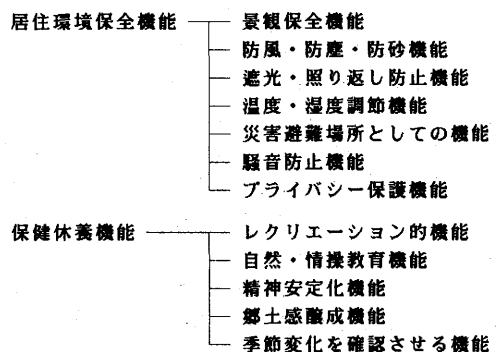 居住環境保全機能 景観保全機能
防風・防塵・防砂機能
遮光・照り返し防止機能
温度・湿度調節機能
災害避難場所としての機能
騒音防止機能
プライバシー保護機能
保健休養機能 レクリエーション的機能
自然・情操教育機能
精神安定化機能
郷土感醸成機能
季節変化を確認させる機能